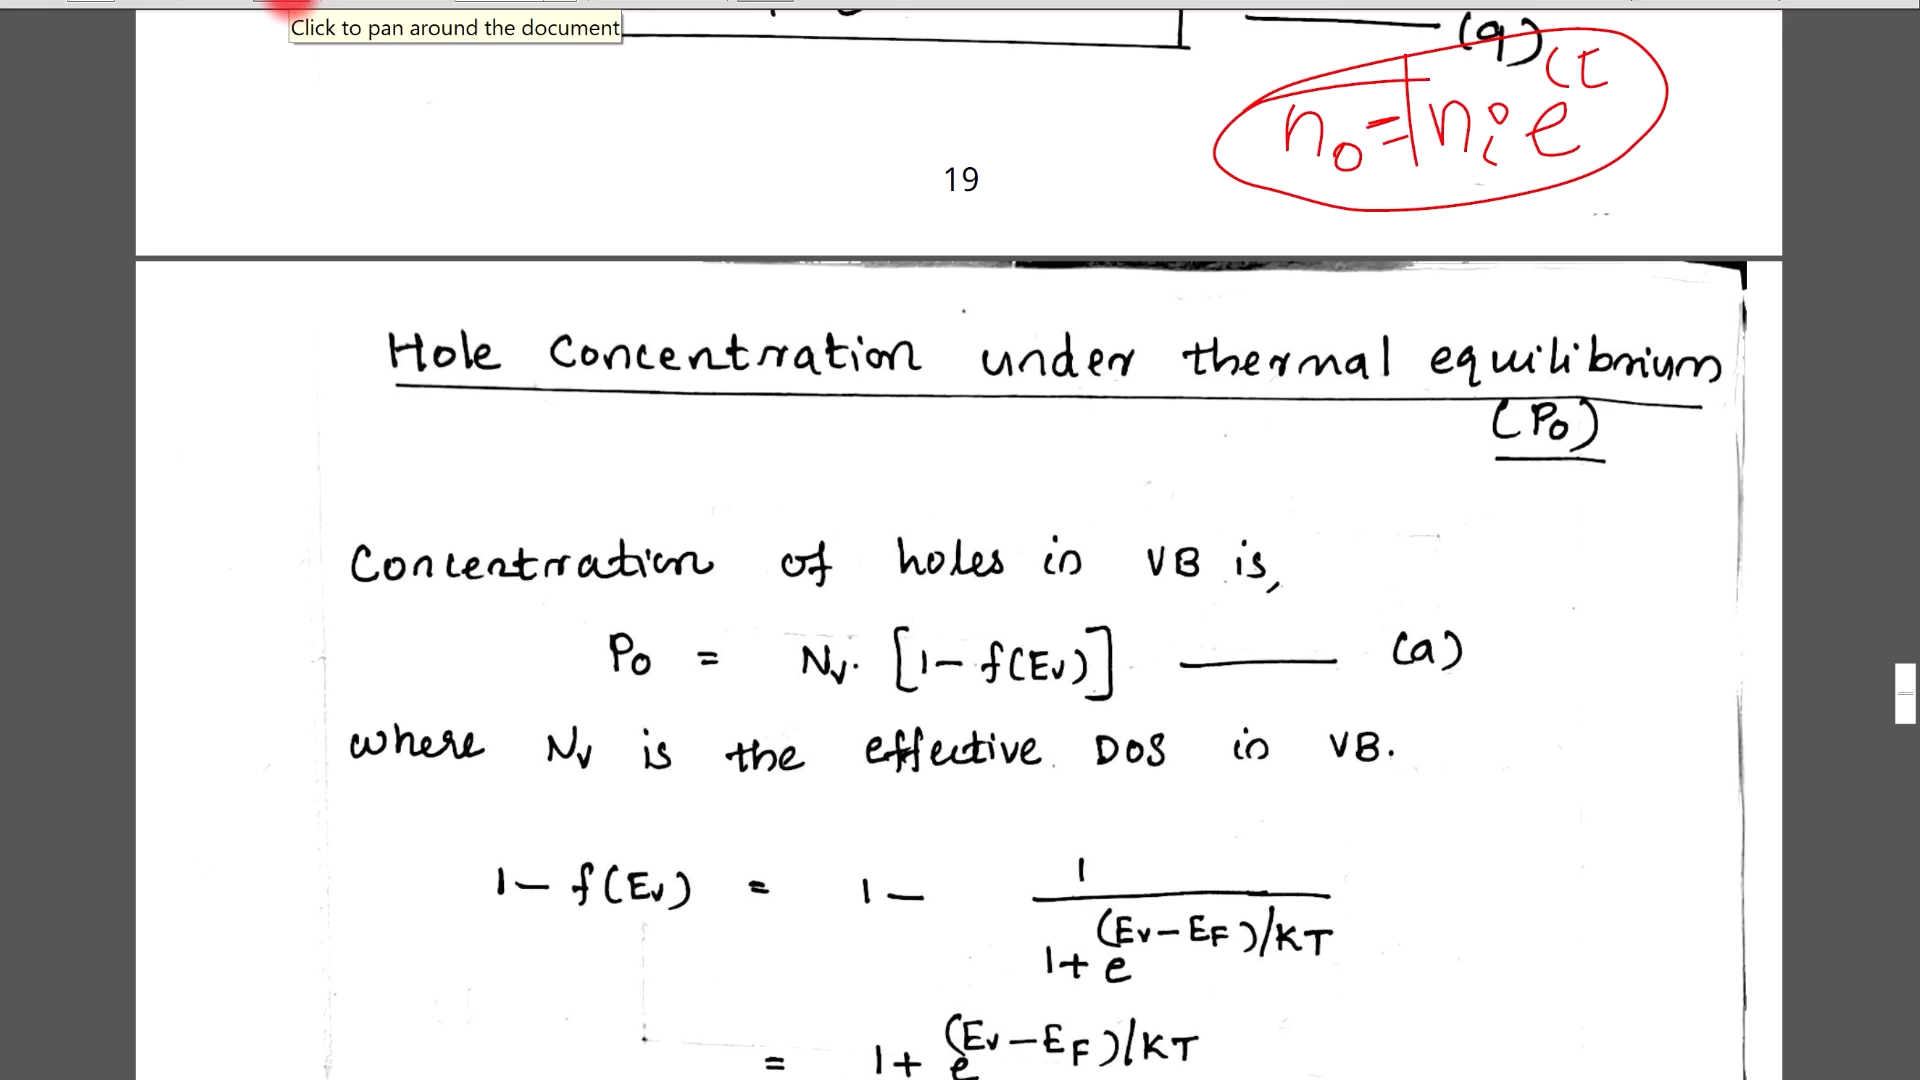 Click to pan around the document
(9)
n₀ = nᵢ e
19
Hole Concentration under thermal equilibrium
(P₀)
Concentration of holes in VB is,
P₀ = Nᵥ. [1 - f(Eᵥ)] —— (a)
where Nᵥ is the effective DOS in VB.
1 - f(Eᵥ) = 1 - 1 / (1 + e^(Eᵥ - E_F)/KT)
= 1 + e^(Eᵥ - E_F)/KT